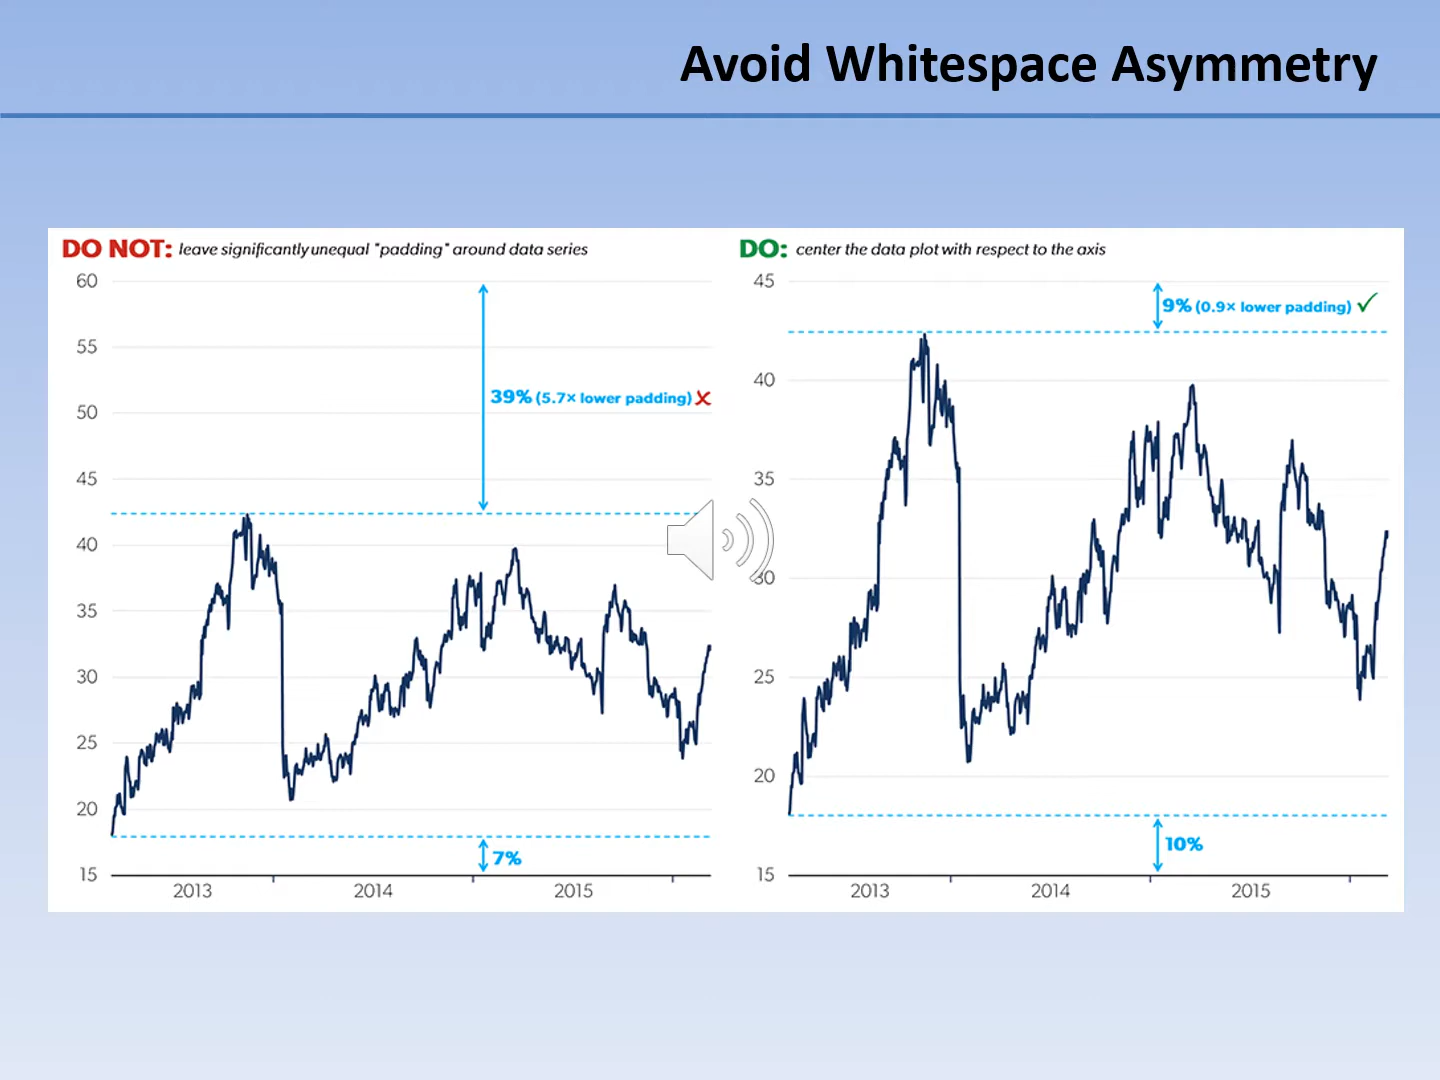 Avoid Whitespace Asymmetry
DO NOT: leave significantly unequal "padding" around data series
60
55
50
45
40
35
30
25
20
15
39% (5.7× lower padding) ✗
7%
2013 2014 2015
DO: center the data plot with respect to the axis
45
40
35
30
25
20
15
9% (0.9× lower padding) ✓
10%
2013 2014 2015